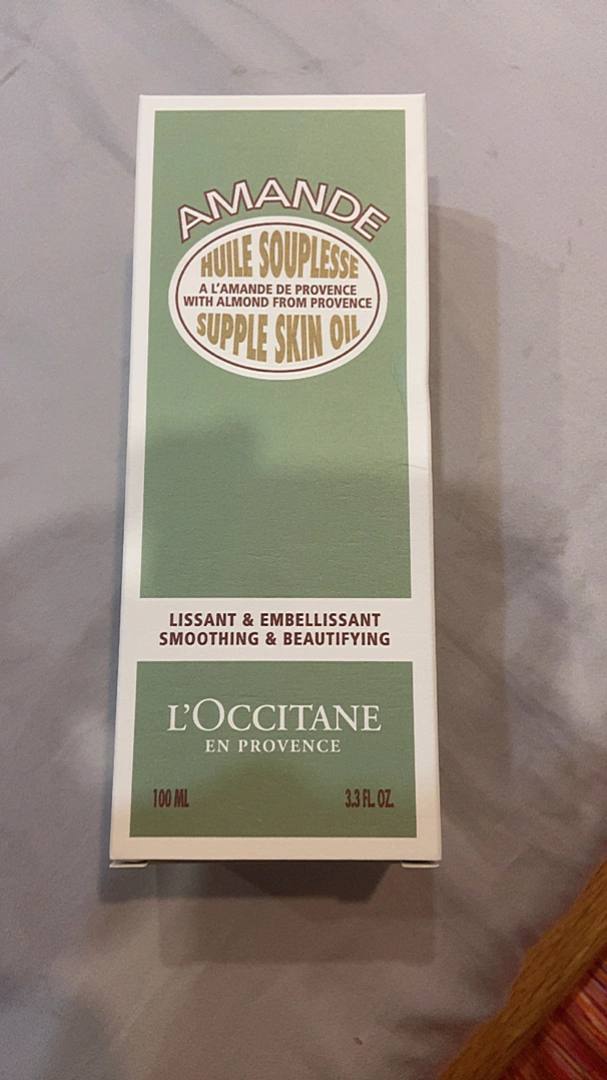 AMANDE
HUILE SOUPLESSE
A L'AMANDE DE PROVENCE
WITH ALMOND FROM PROVENCE
SUPPLE SKIN OIL
LISSANT & EMBELLISSANT
SMOOTHING & BEAUTIFYING
L'OCCITANE
EN PROVENCE
100 ML 3.3 FL. OZ.